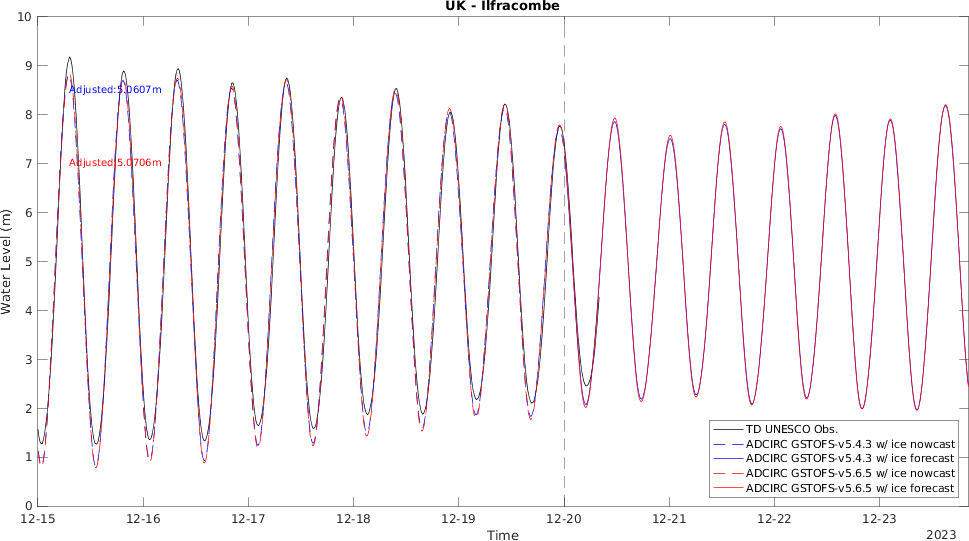 UK - Ilfracombe
10
9
8
7
6
5
4
3
2
1
0
Water Level (m)
Adjusted:5.0607m
Adjusted:5.0706m
TD UNESCO Obs.
ADCIRC GSTOFS-v5.4.3 w/ ice nowcast
ADCIRC GSTOFS-v5.4.3 w/ ice forecast
ADCIRC GSTOFS-v5.6.5 w/ ice nowcast
ADCIRC GSTOFS-v5.6.5 w/ ice forecast
12-15 12-16 12-17 12-18 12-19 12-20 12-21 12-22 12-23
Time
2023